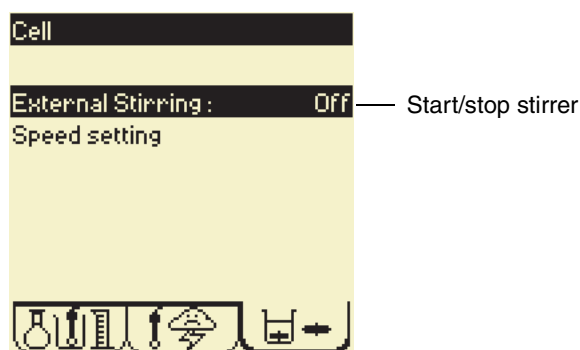 Cell
External Stirring : Off
Start/stop stirrer
Speed setting